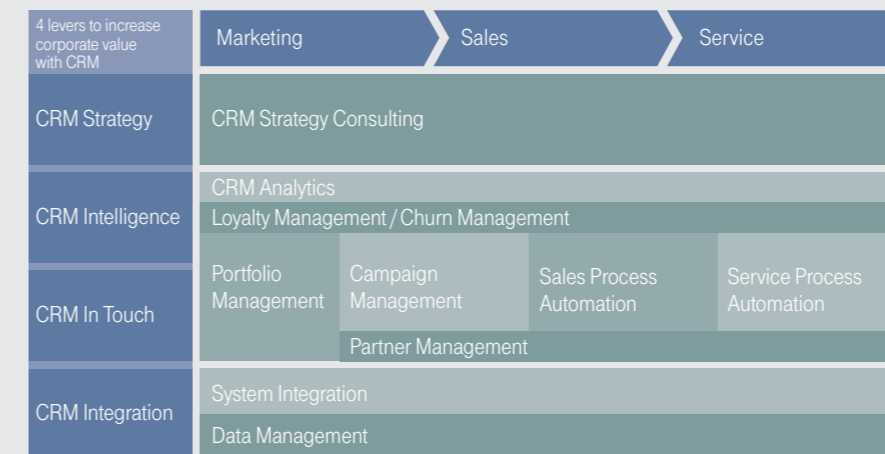 4 levers to increase
corporate value
with CRM
Marketing
Sales
Service
CRM Strategy
CRM Strategy Consulting
CRM Intelligence
CRM Analytics
Loyalty Management / Churn Management
CRM In Touch
Portfolio
Management
Campaign
Management
Sales Process
Automation
Service Process
Automation
Partner Management
CRM Integration
System Integration
Data Management